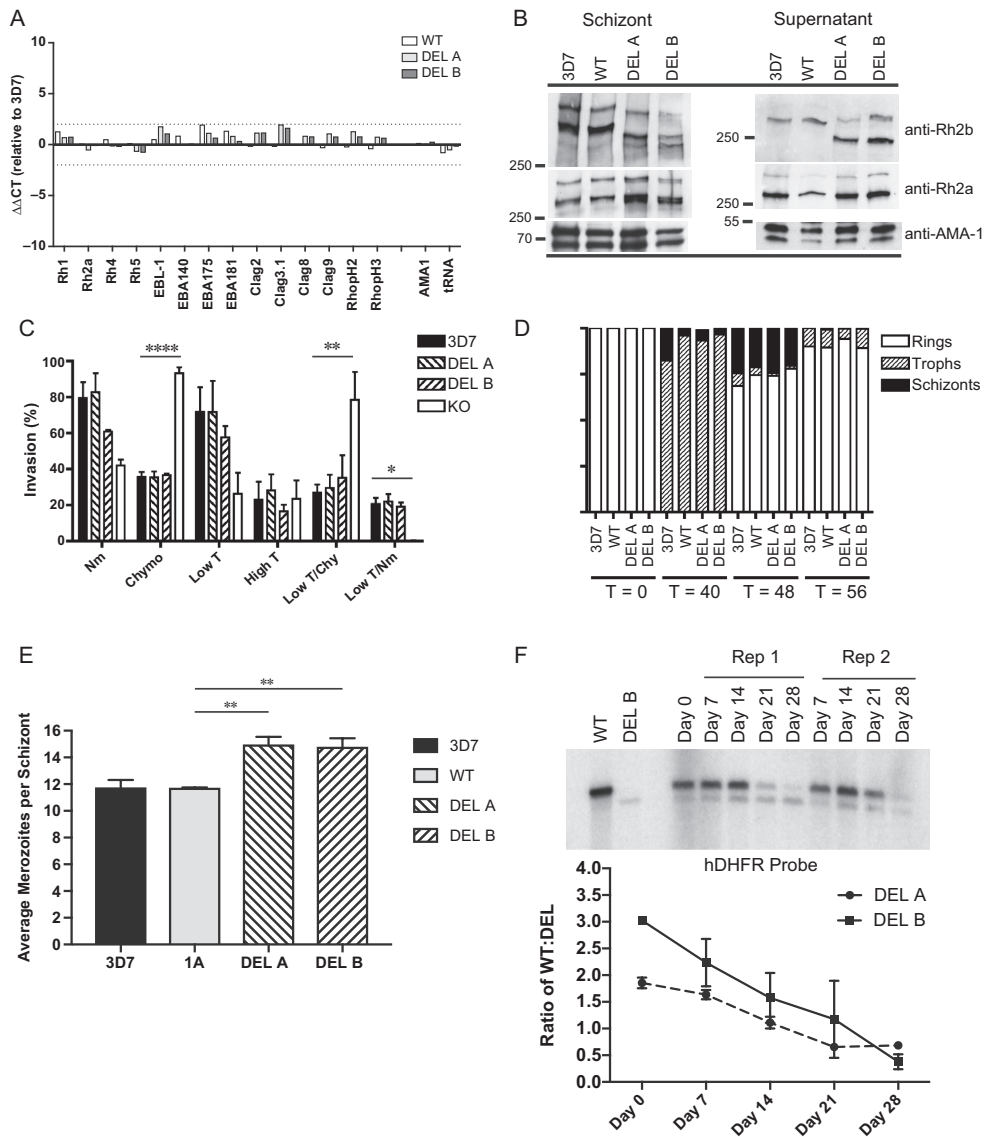 A
10
5
0
−5
−10
ΔΔCT (relative to 3D7)
WT
DEL A
DEL B
Rh1
Rh2a
Rh4
Rh5
EBL-1
EBA140
EBA175
EBA181
Clag2
Clag3.1
Clag8
Clag9
RhopH2
RhopH3
AMA1
tRNA
B
Schizont
Supernatant
3D7
WT
DEL A
DEL B
3D7
WT
DEL A
DEL B
250
250
70
250
250
55
anti-Rh2b
anti-Rh2a
anti-AMA-1
C
100
80
60
40
20
0
Invasion (%)
****
**
*
3D7
DEL A
DEL B
KO
Nm
Chymo
Low T
High T
Low T/Chy
Low T/Nm
D
Rings
Trophs
Schizonts
3D7
WT
DEL A
DEL B
3D7
WT
DEL A
DEL B
3D7
WT
DEL A
DEL B
3D7
WT
DEL A
DEL B
T = 0
T = 40
T = 48
T = 56
E
Average Merozoites per Schizont
16
14
12
10
8
6
4
2
0
**
**
3D7
WT
DEL A
DEL B
3D7
1A
DEL A
DEL B
F
Rep 1
Rep 2
WT
DEL B
Day 0
Day 7
Day 14
Day 21
Day 28
Day 7
Day 14
Day 21
Day 28
hDHFR Probe
Ratio of WT:DEL
4.0
3.5
3.0
2.5
2.0
1.5
1.0
0.5
0.0
DEL A
DEL B
Day 0
Day 7
Day 14
Day 21
Day 28